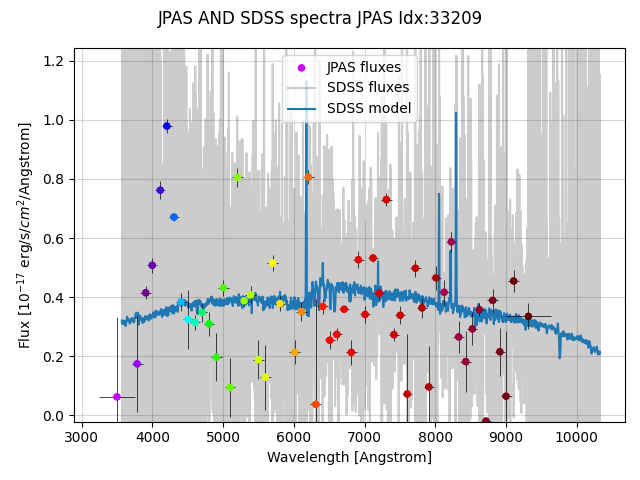 JPAS AND SDSS spectra JPAS Idx:33209
JPAS fluxes
SDSS fluxes
SDSS model
Flux [10⁻¹⁷ erg/s/cm²/Angstrom]
1.2
1.0
0.8
0.6
0.4
0.2
0.0
3000 4000 5000 6000 7000 8000 9000 10000
Wavelength [Angstrom]